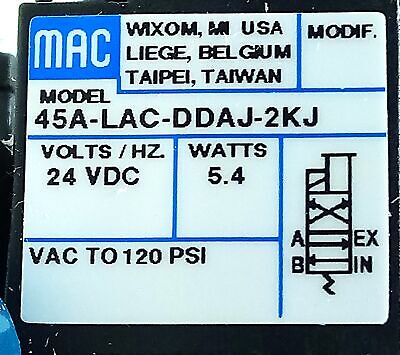 MAC
WIXOM, MI USA
LIEGE, BELGIUM
TAIPEI, TAIWAN
MODIF.
MODEL
45A-LAC-DDAJ-2KJ
VOLTS / HZ.
24 VDC
WATTS
5.4
VAC TO 120 PSI
A EX
B IN